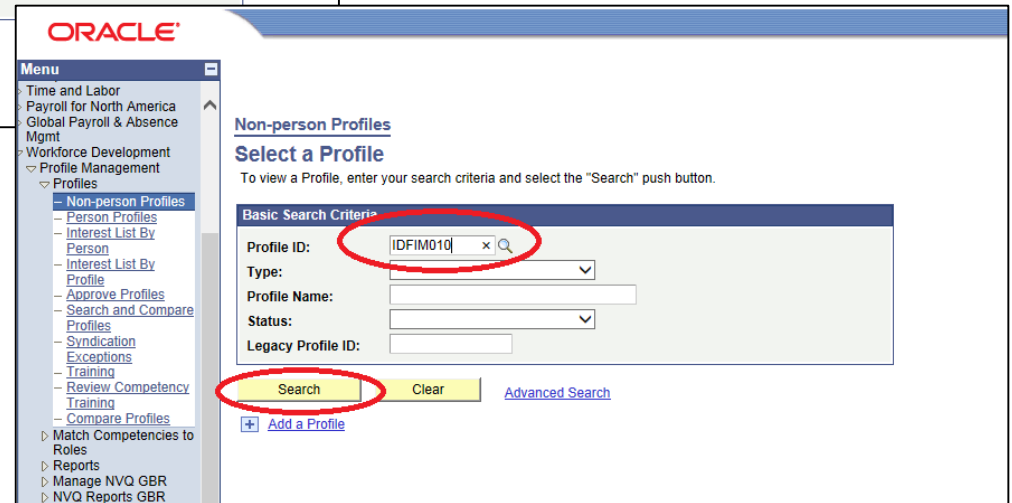 ORACLE
Menu
Time and Labor
Payroll for North America
Global Payroll & Absence
Mgmt
Workforce Development
Profile Management
Profiles
– Non-person Profiles
– Person Profiles
– Interest List By
Person
– Interest List By
Profile
– Approve Profiles
– Search and Compare
Profiles
– Syndication
Exceptions
– Training
– Review Competency
Training
– Compare Profiles
Match Competencies to
Roles
Reports
Manage NVQ GBR
NVQ Reports GBR
Non-person Profiles
Select a Profile
To view a Profile, enter your search criteria and select the "Search" push button.
Basic Search Criteria
Profile ID: IDFIM010
Type:
Profile Name:
Status:
Legacy Profile ID:
Search Clear Advanced Search
Add a Profile